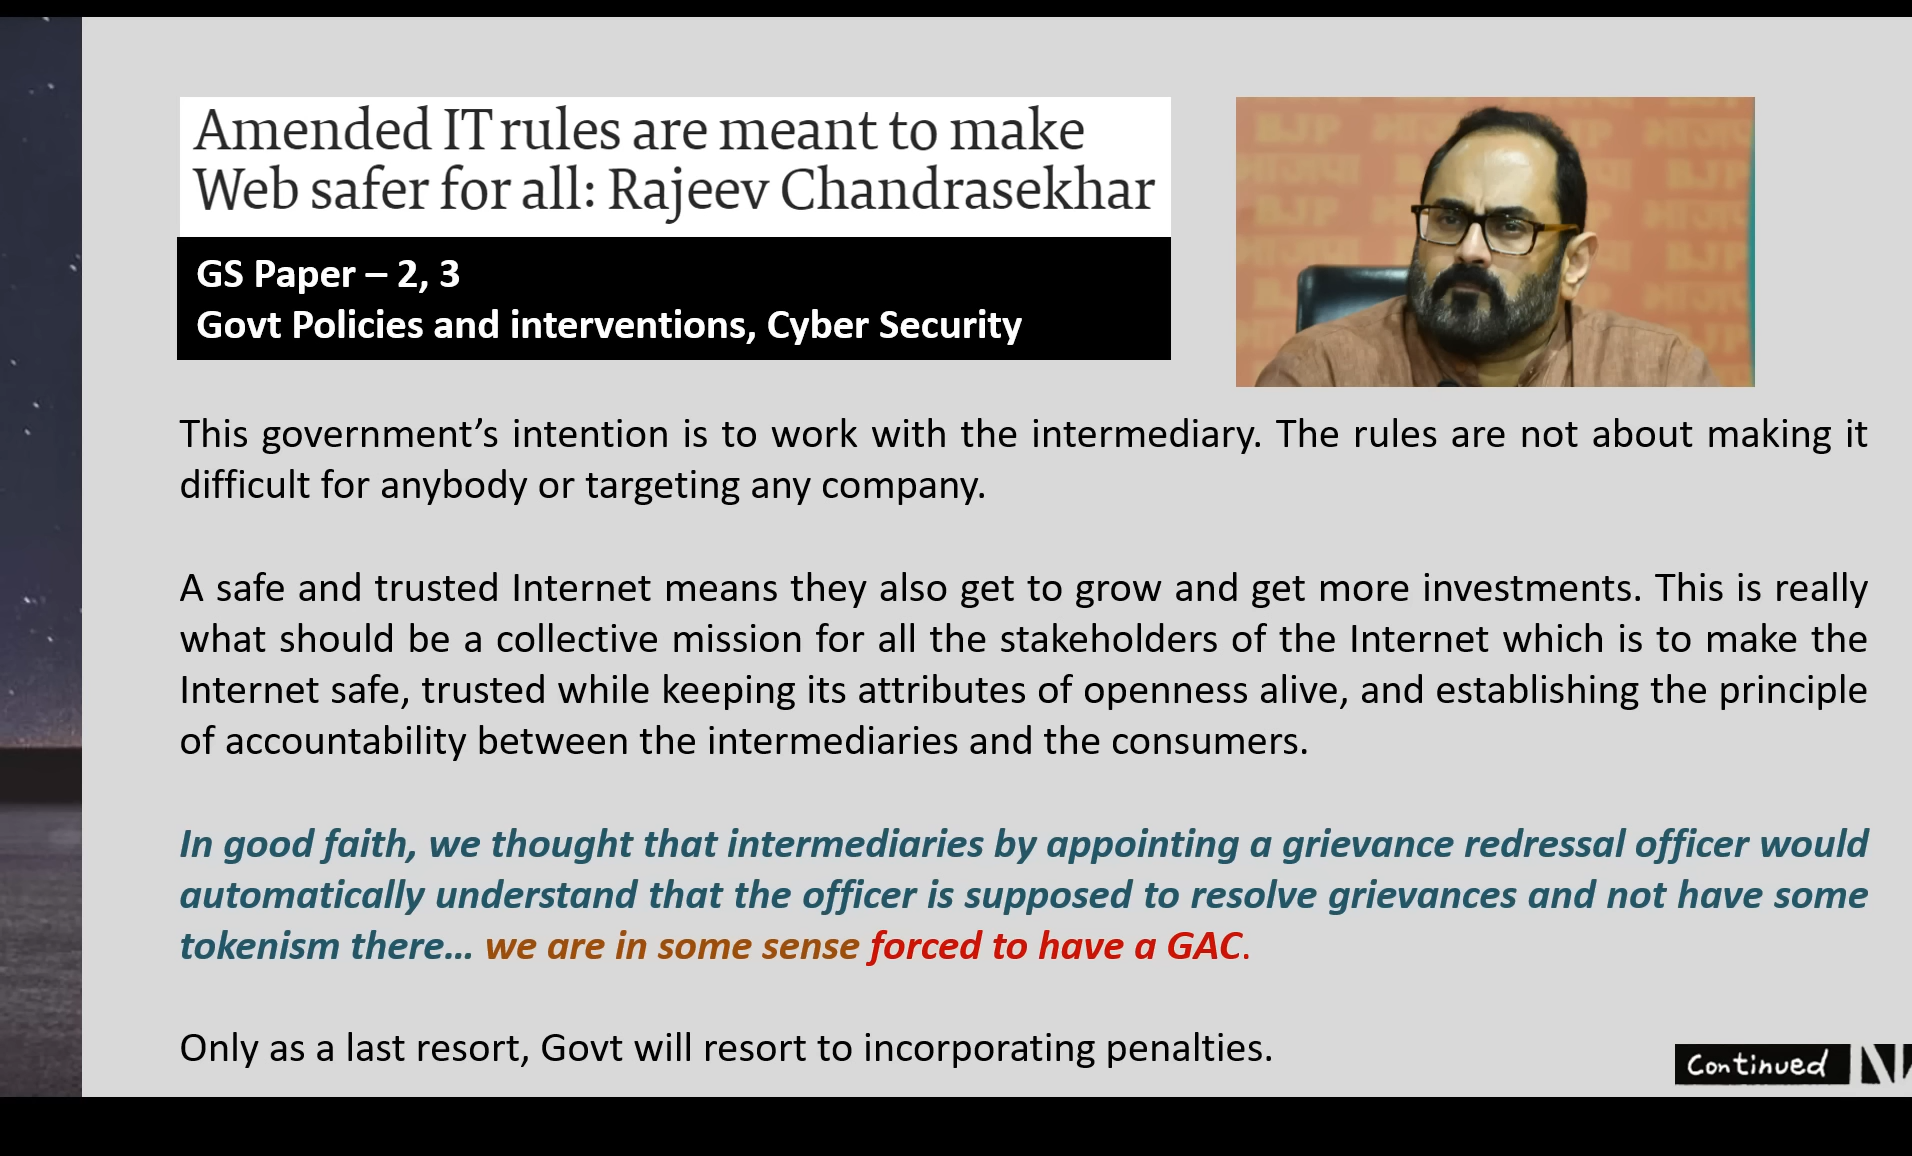 Amended IT rules are meant to make
Web safer for all: Rajeev Chandrasekhar
GS Paper – 2, 3
Govt Policies and interventions, Cyber Security
BJP
भाजपा
BJP
भाजपा
BJP
This government’s intention is to work with the intermediary. The rules are not about making it
difficult for anybody or targeting any company.
A safe and trusted Internet means they also get to grow and get more investments. This is really
what should be a collective mission for all the stakeholders of the Internet which is to make the
Internet safe, trusted while keeping its attributes of openness alive, and establishing the principle
of accountability between the intermediaries and the consumers.
In good faith, we thought that intermediaries by appointing a grievance redressal officer would
automatically understand that the officer is supposed to resolve grievances and not have some
tokenism there... we are in some sense forced to have a GAC.
Only as a last resort, Govt will resort to incorporating penalties.
Continued